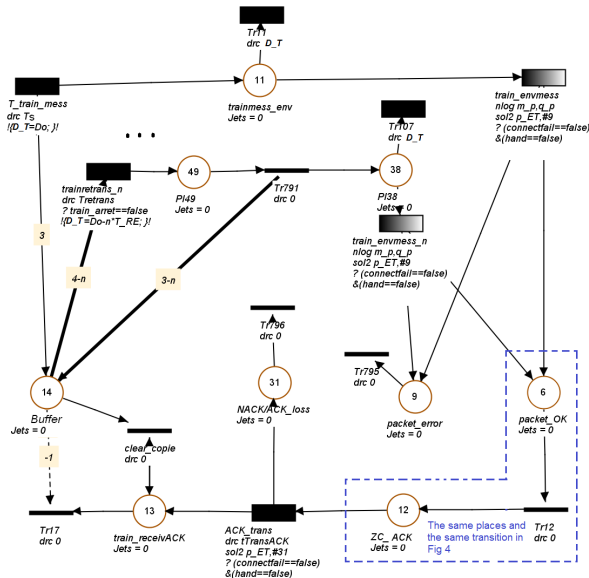 Tr11
drc D_T
11
trainmess_env
Jets = 0
T_train_mess
drc Ts
!{D_T=Do; }!
train_envmess
nlog m_p,q_p
sol2 p_ET,#9
? (connectfail==false)
&(hand==false)
. . .
Tr107
drc D_T
49
PI49
Jets = 0
Tr791
drc 0
38
PI38
Jets = 0
trainretrans_n
drc Tretrans
? train_arret==false
!{D_T=Do-n*T_RE; }!
3
4-n
3-n
train_envmess_n
nlog m_p,q_p
sol2 p_ET,#9
? (connectfail==false)
&(hand==false)
Tr796
drc 0
Tr795
drc 0
31
NACK/ACK_loss
Jets = 0
14
Buffer
Jets = 0
9
packet_error
Jets = 0
6
packet_OK
Jets = 0
clear_copie
drc 0
-1
Tr17
drc 0
13
train_receivACK
Jets = 0
ACK_trans
drc tTransACK
sol2 p_ET,#31
? (connectfail==false)
&(hand==false)
12
ZC_ ACK
Jets = 0
The same places and
the same transition in
Fig 4
Tr12
drc 0